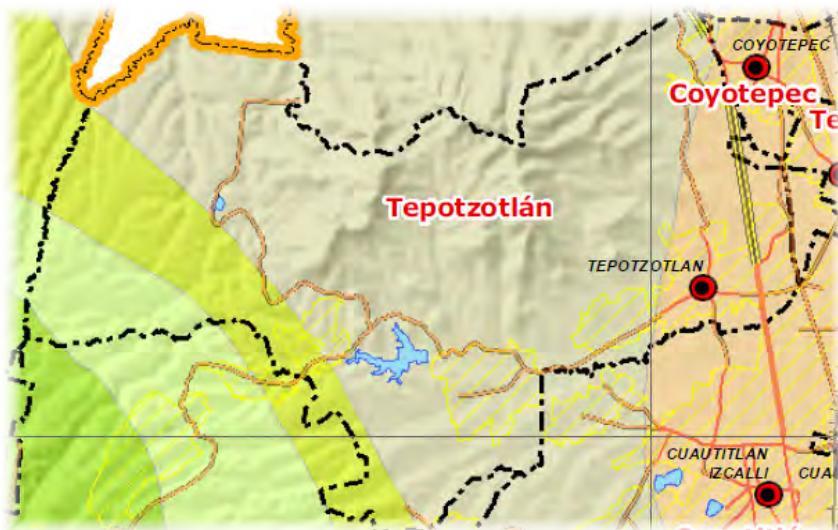 COYOTEPEC
Coyotepec
Te
Tepotzotlán
TEPOTZOTLAN
CUAUTITLAN
IZCALLI
CUA